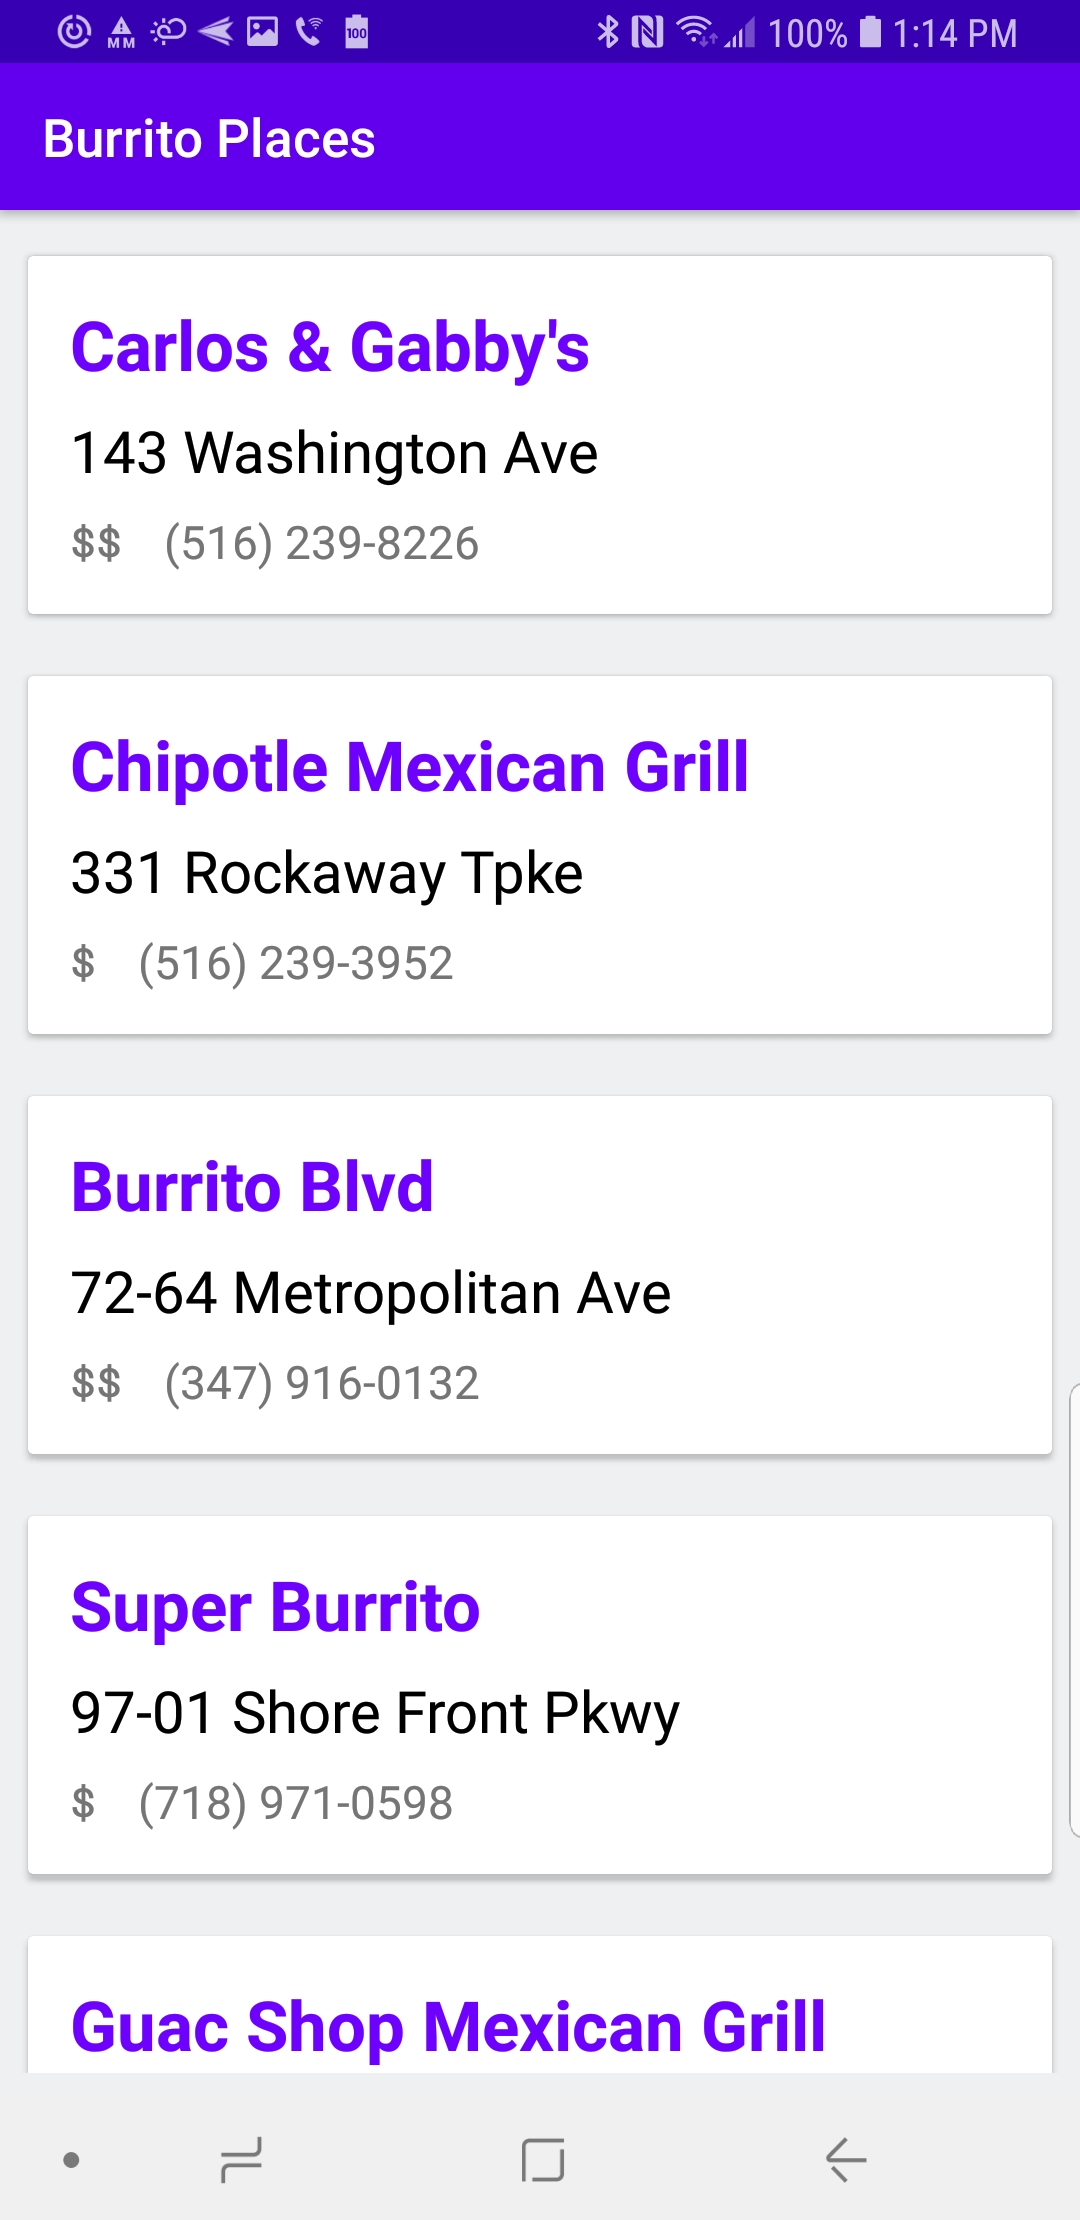 MM 100 100% 1:14 PM
Burrito Places
Carlos & Gabby's
143 Washington Ave
$$ (516) 239-8226
Chipotle Mexican Grill
331 Rockaway Tpke
$ (516) 239-3952
Burrito Blvd
72-64 Metropolitan Ave
$$ (347) 916-0132
Super Burrito
97-01 Shore Front Pkwy
$ (718) 971-0598
Guac Shop Mexican Grill